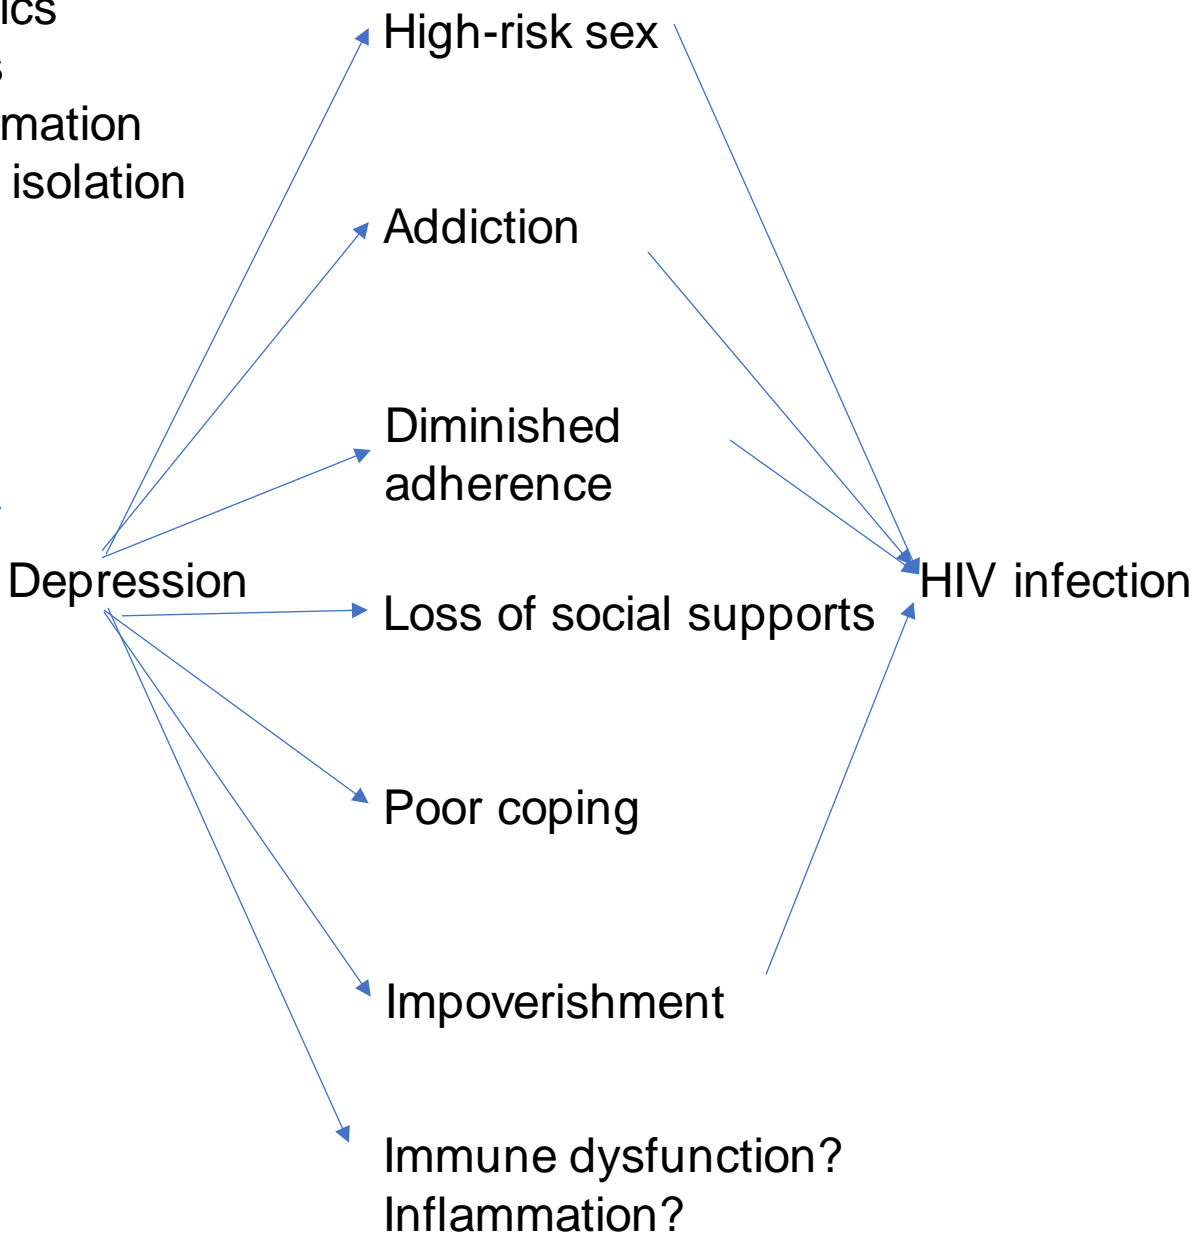 isolation
High-risk sex
Addiction
Diminished
adherence
Depression
HIV infection
Loss of social supports
Poor coping
Impoverishment
Immune dysfunction?
Inflammation?